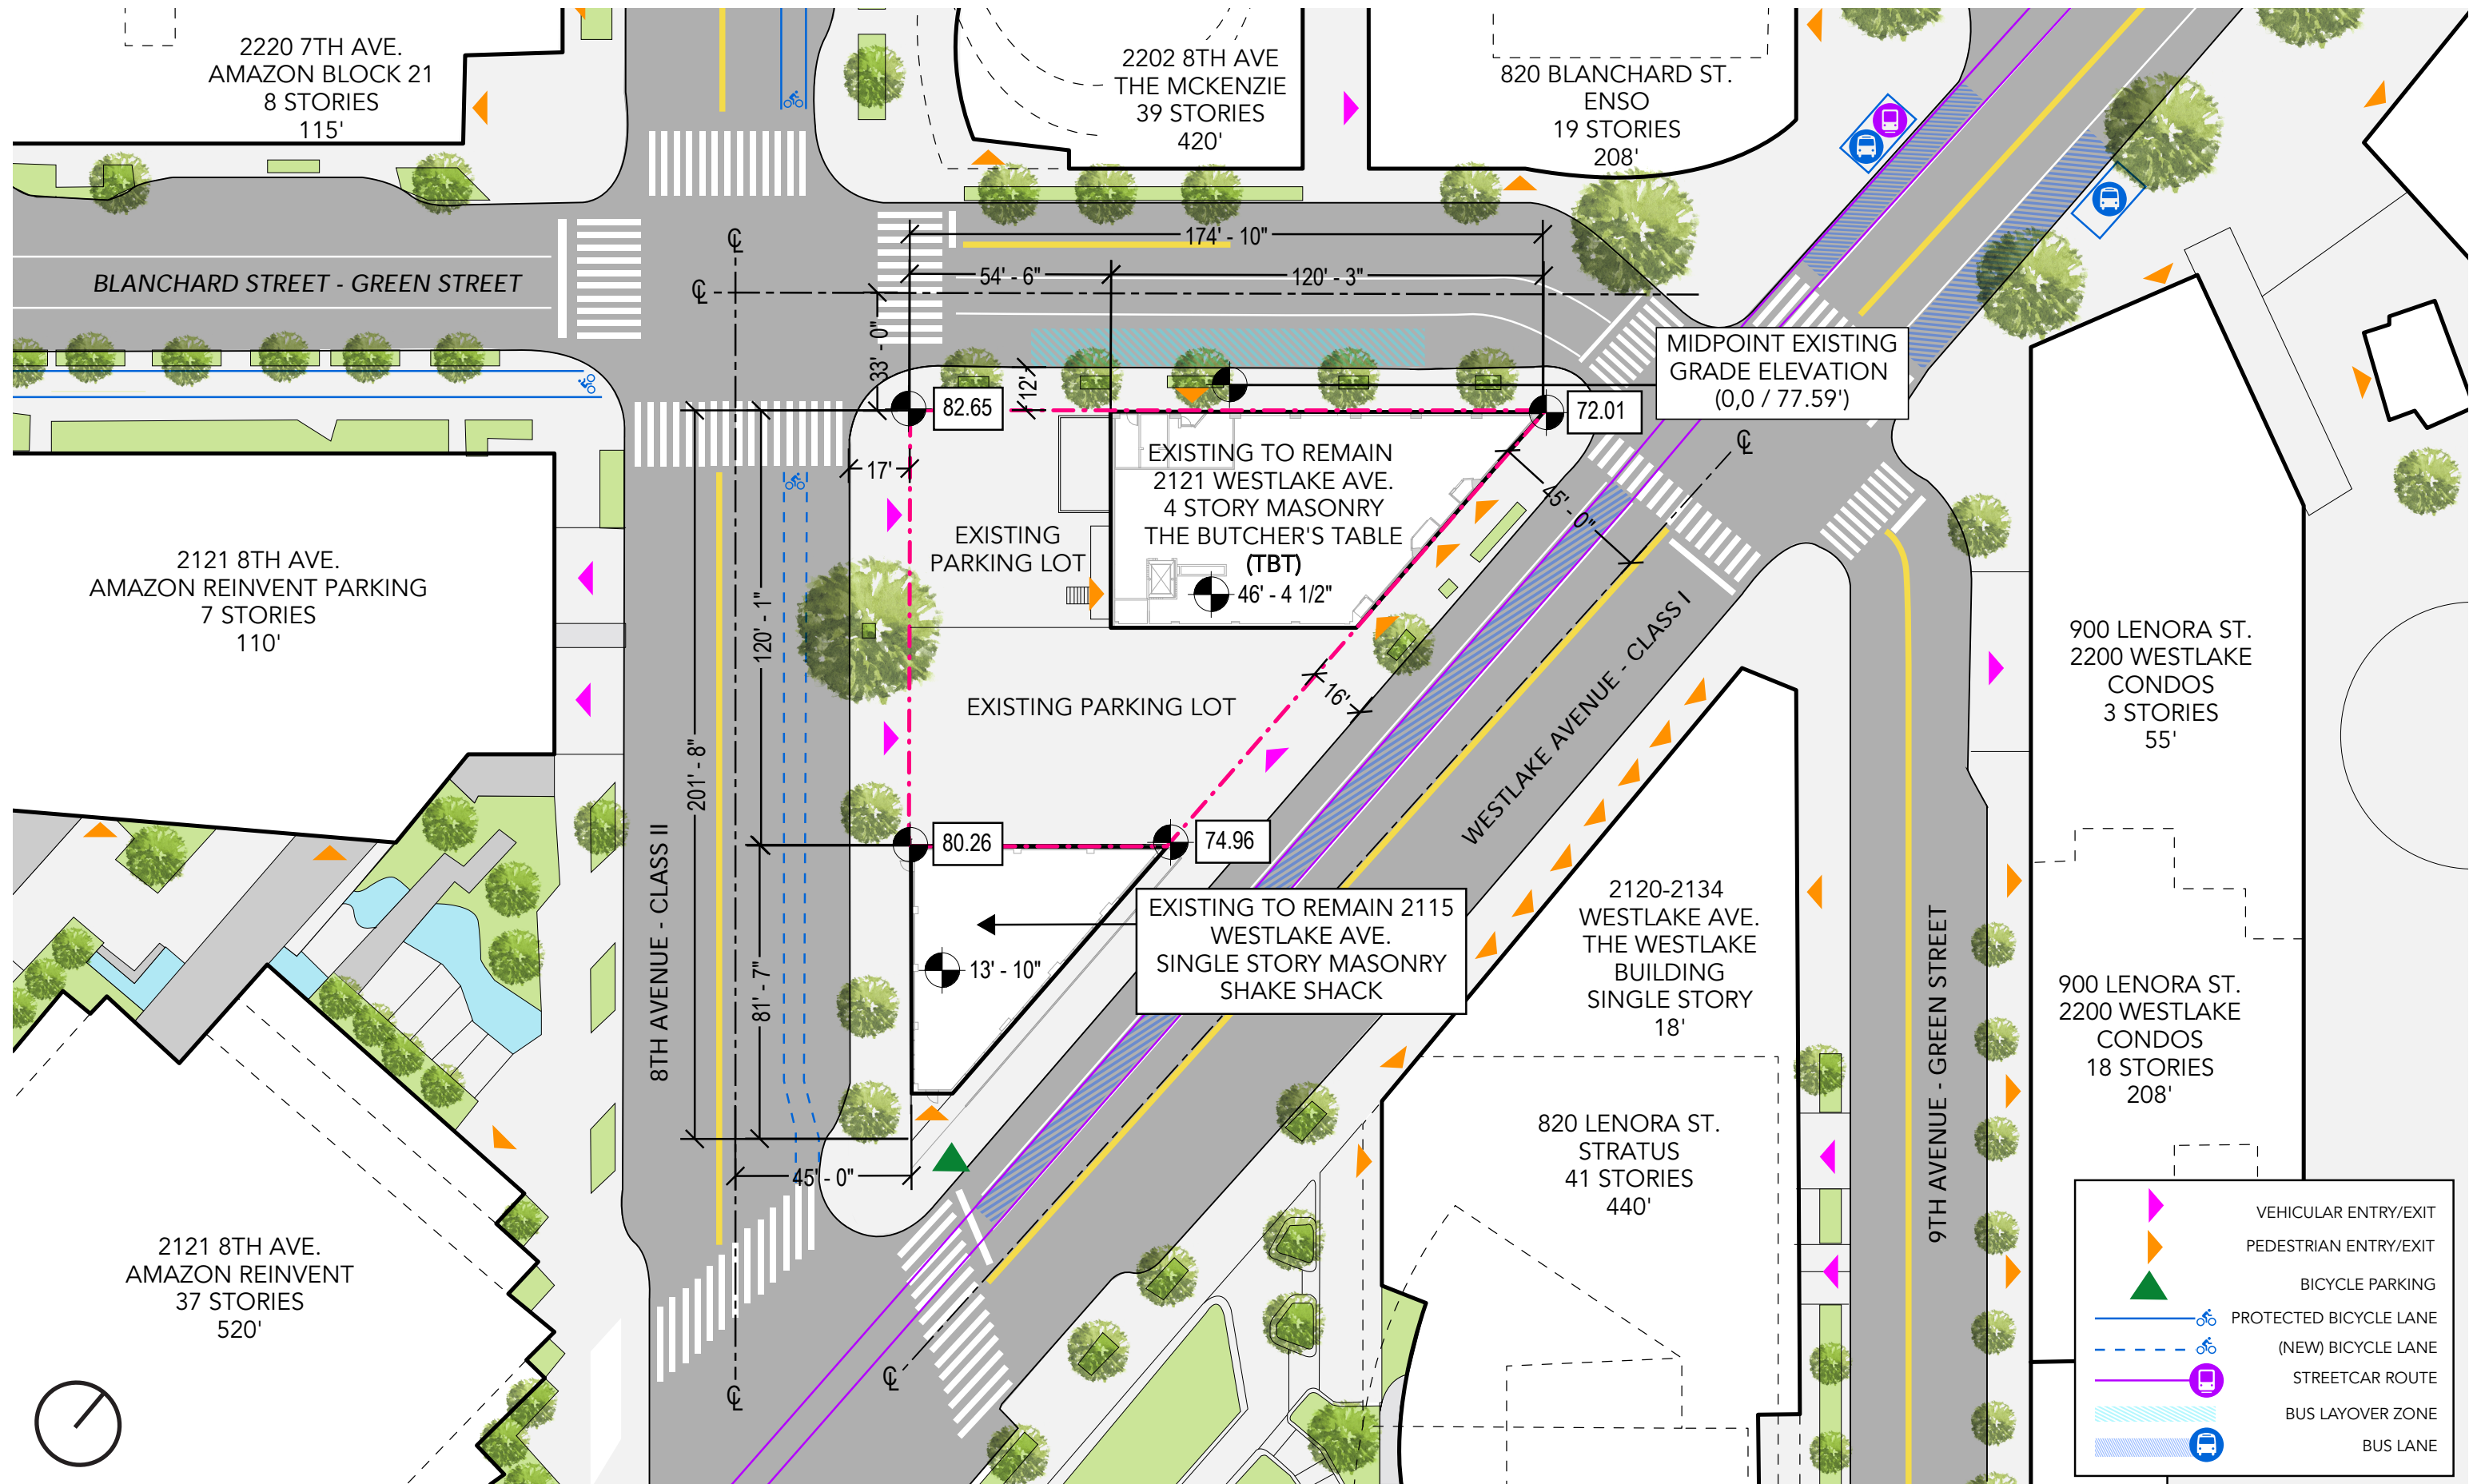 2220 7TH AVE.
AMAZON BLOCK 21
8 STORIES
115'
2202 8TH AVE
THE MCKENZIE
39 STORIES
420'
820 BLANCHARD ST.
ENSO
19 STORIES
208'
BLANCHARD STREET - GREEN STREET
℄
℄
174' - 10"
54' - 6"
120' - 3"
33' - 0"
12'
17'
82.65
72.01
MIDPOINT EXISTING
GRADE ELEVATION
(0,0 / 77.59')
℄
EXISTING TO REMAIN
2121 WESTLAKE AVE.
4 STORY MASONRY
THE BUTCHER'S TABLE
(TBT)
46' - 4 1/2"
45' - 0"
EXISTING
PARKING LOT
EXISTING PARKING LOT
16'
2121 8TH AVE.
AMAZON REINVENT PARKING
7 STORIES
110'
120' - 1"
201' - 8"
81' - 7"
80.26
74.96
8TH AVENUE - CLASS II
WESTLAKE AVENUE - CLASS I
EXISTING TO REMAIN 2115
WESTLAKE AVE.
SINGLE STORY MASONRY
SHAKE SHACK
13' - 10"
45' - 0"
℄
℄
2120-2134
WESTLAKE AVE.
THE WESTLAKE
BUILDING
SINGLE STORY
18'
820 LENORA ST.
STRATUS
41 STORIES
440'
9TH AVENUE - GREEN STREET
900 LENORA ST.
2200 WESTLAKE
CONDOS
3 STORIES
55'
900 LENORA ST.
2200 WESTLAKE
CONDOS
18 STORIES
208'
2121 8TH AVE.
AMAZON REINVENT
37 STORIES
520'
VEHICULAR ENTRY/EXIT
PEDESTRIAN ENTRY/EXIT
BICYCLE PARKING
PROTECTED BICYCLE LANE
(NEW) BICYCLE LANE
STREETCAR ROUTE
BUS LAYOVER ZONE
BUS LANE